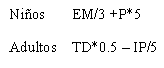 Niños EM/3 +P*5
Adultos TD*0.5 – IP/5